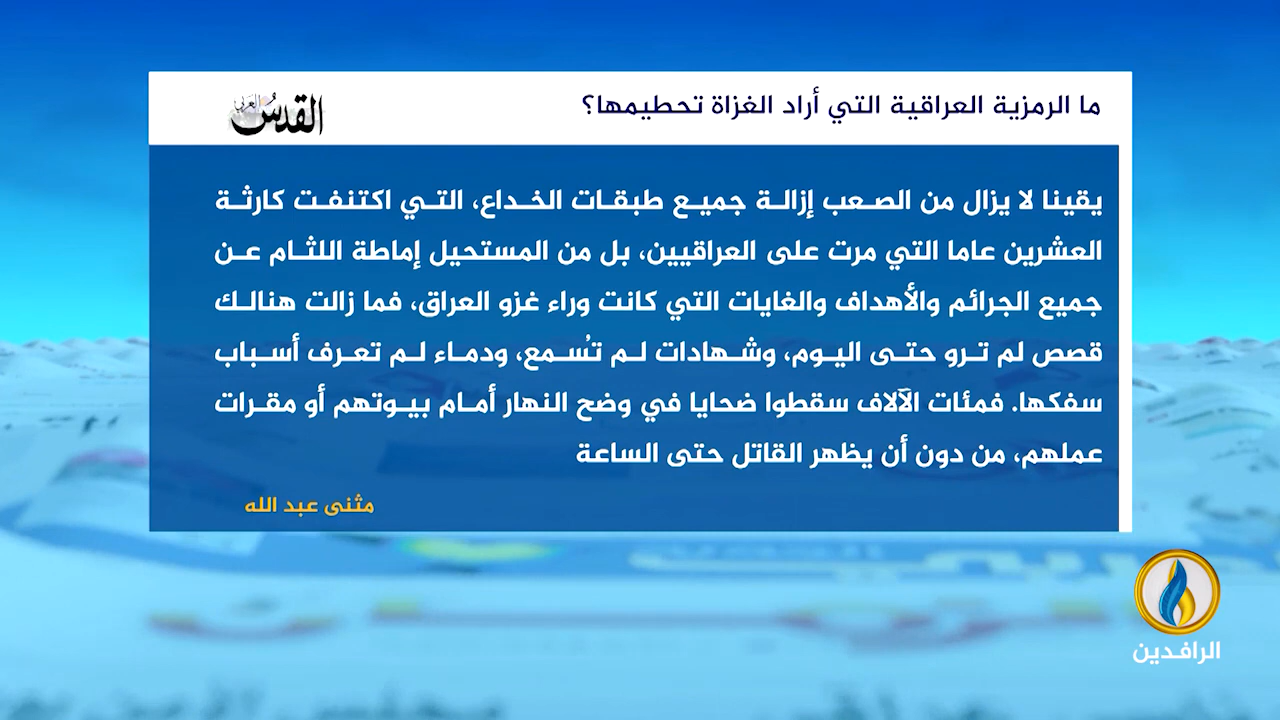 ما الرمزية العراقية التي أراد الغزاة تحطيمها؟
القدس العربي
يقينا لا يزال من الصعب إزالة جميع طبقات الخداع، التي اكتنفت كارثة
العشرين عاما التي مرت على العراقيين، بل من المستحيل إماطة اللثام عن
جميع الجرائم والأهداف والغايات التي كانت وراء غزو العراق، فما زالت هنالك
قصص لم ترو حتى اليوم، وشهادات لم تُسمع، ودماء لم تعرف أسباب
سفكها. فمئات الآلاف سقطوا ضحايا في وضح النهار أمام بيوتهم أو مقرات
عملهم، من دون أن يظهر القاتل حتى الساعة
مثنى عبد الله
الرافدين